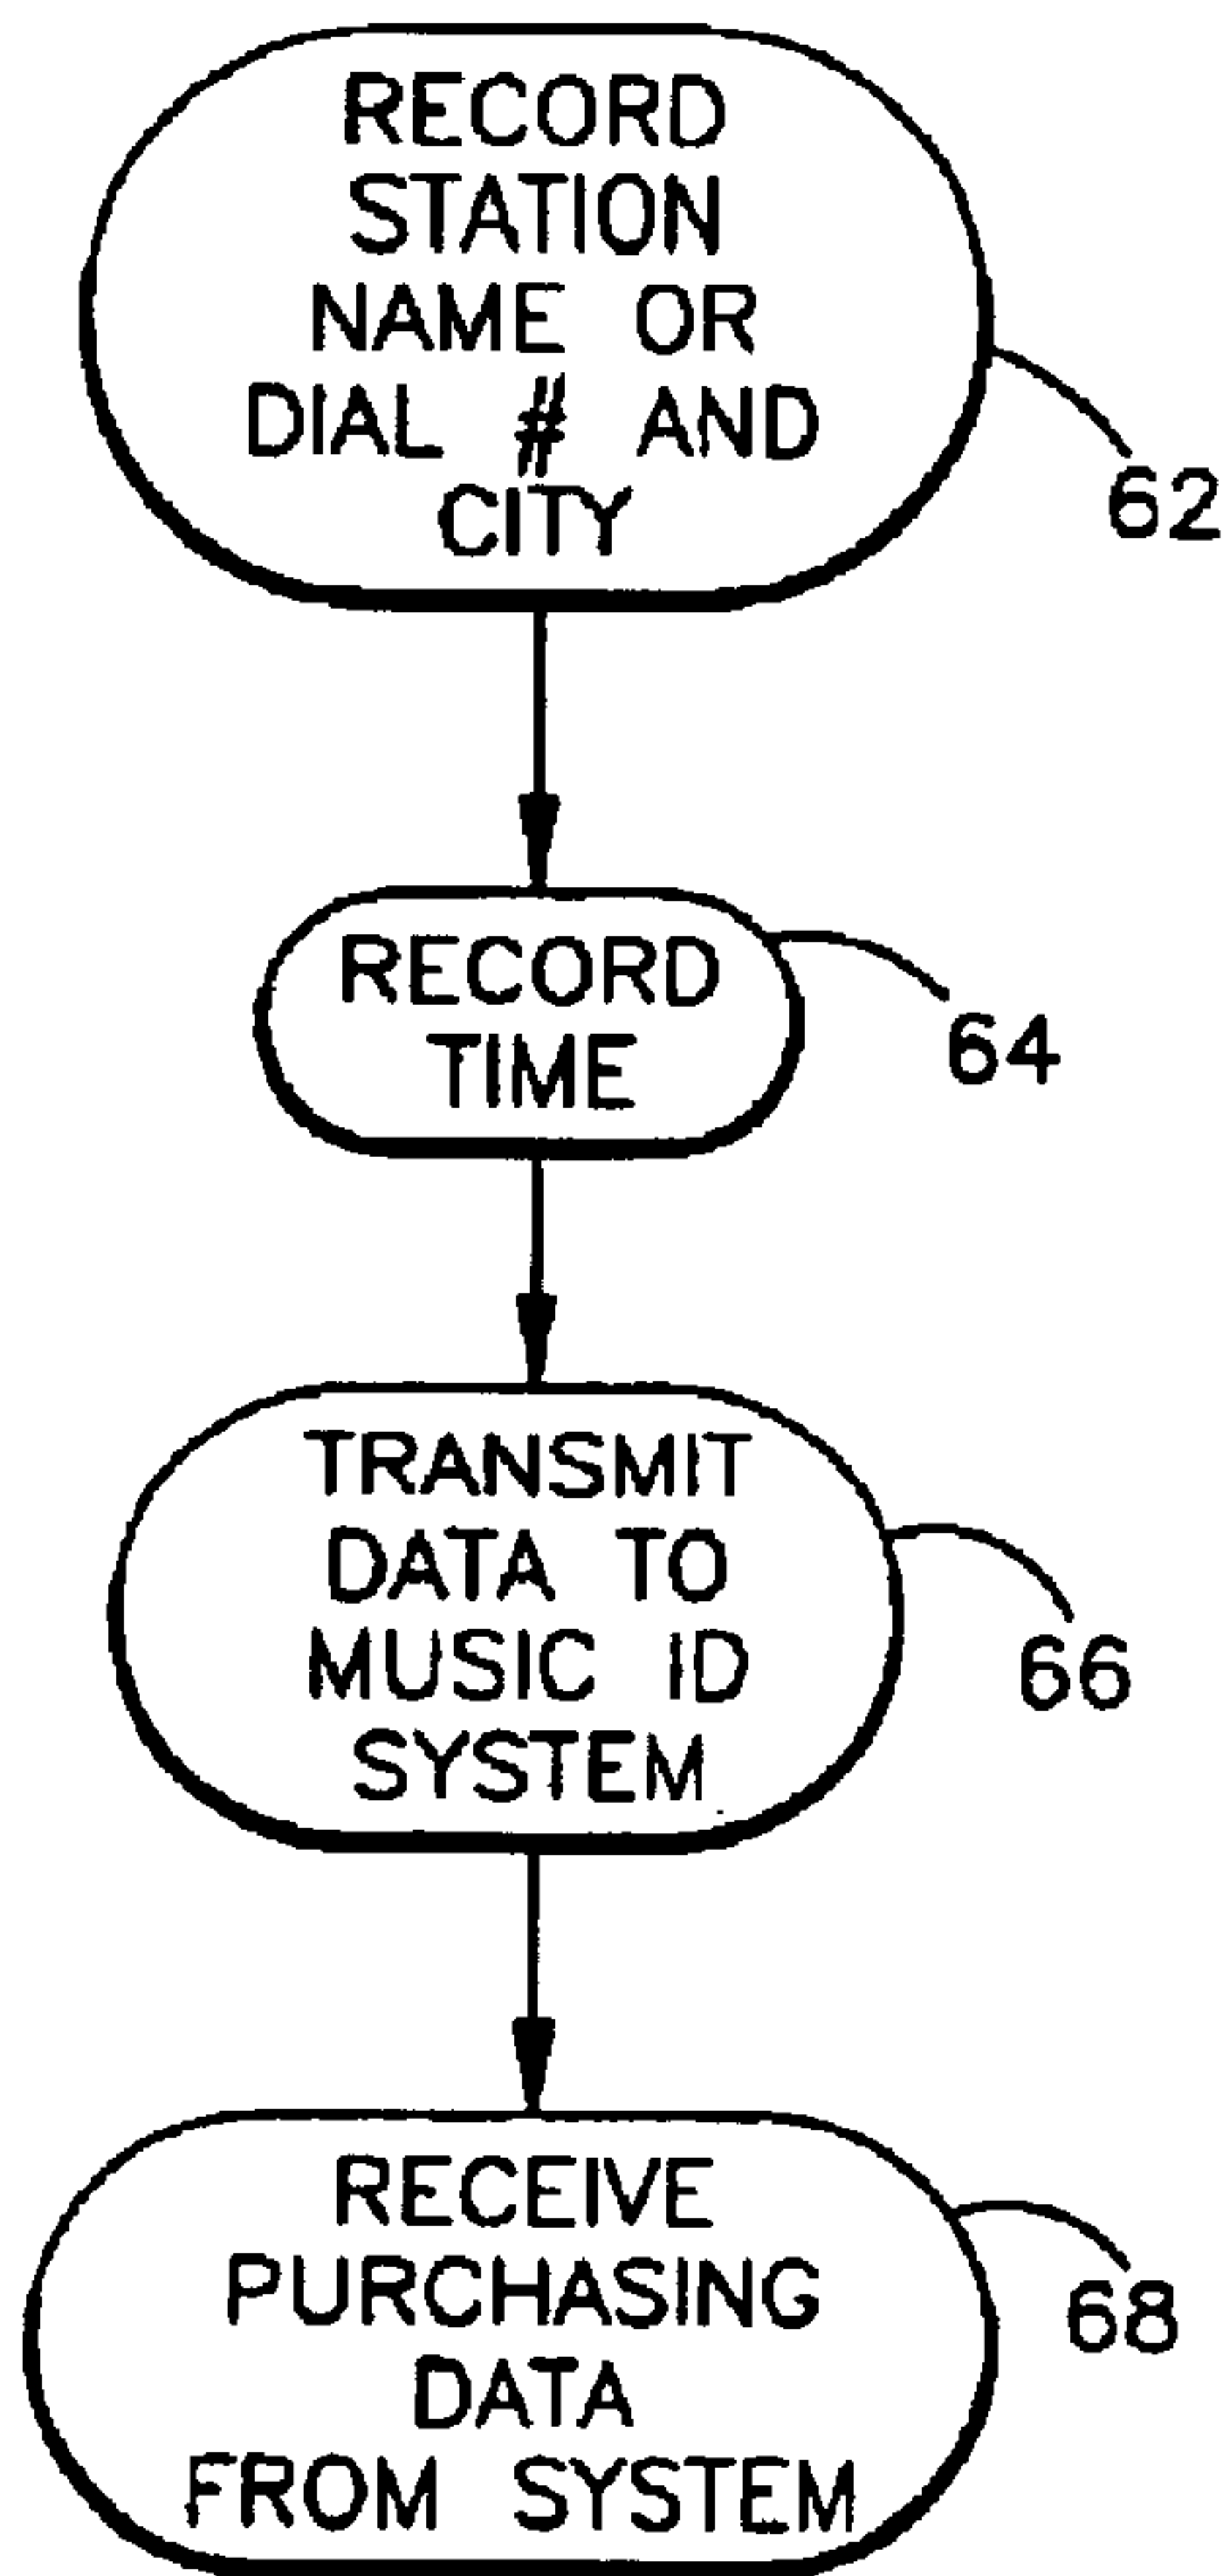 RECORD
STATION
NAME OR
DIAL # AND
CITY
62
RECORD
TIME
64
TRANSMIT
DATA TO
MUSIC ID
SYSTEM
66
RECEIVE
PURCHASING
DATA
FROM SYSTEM
68